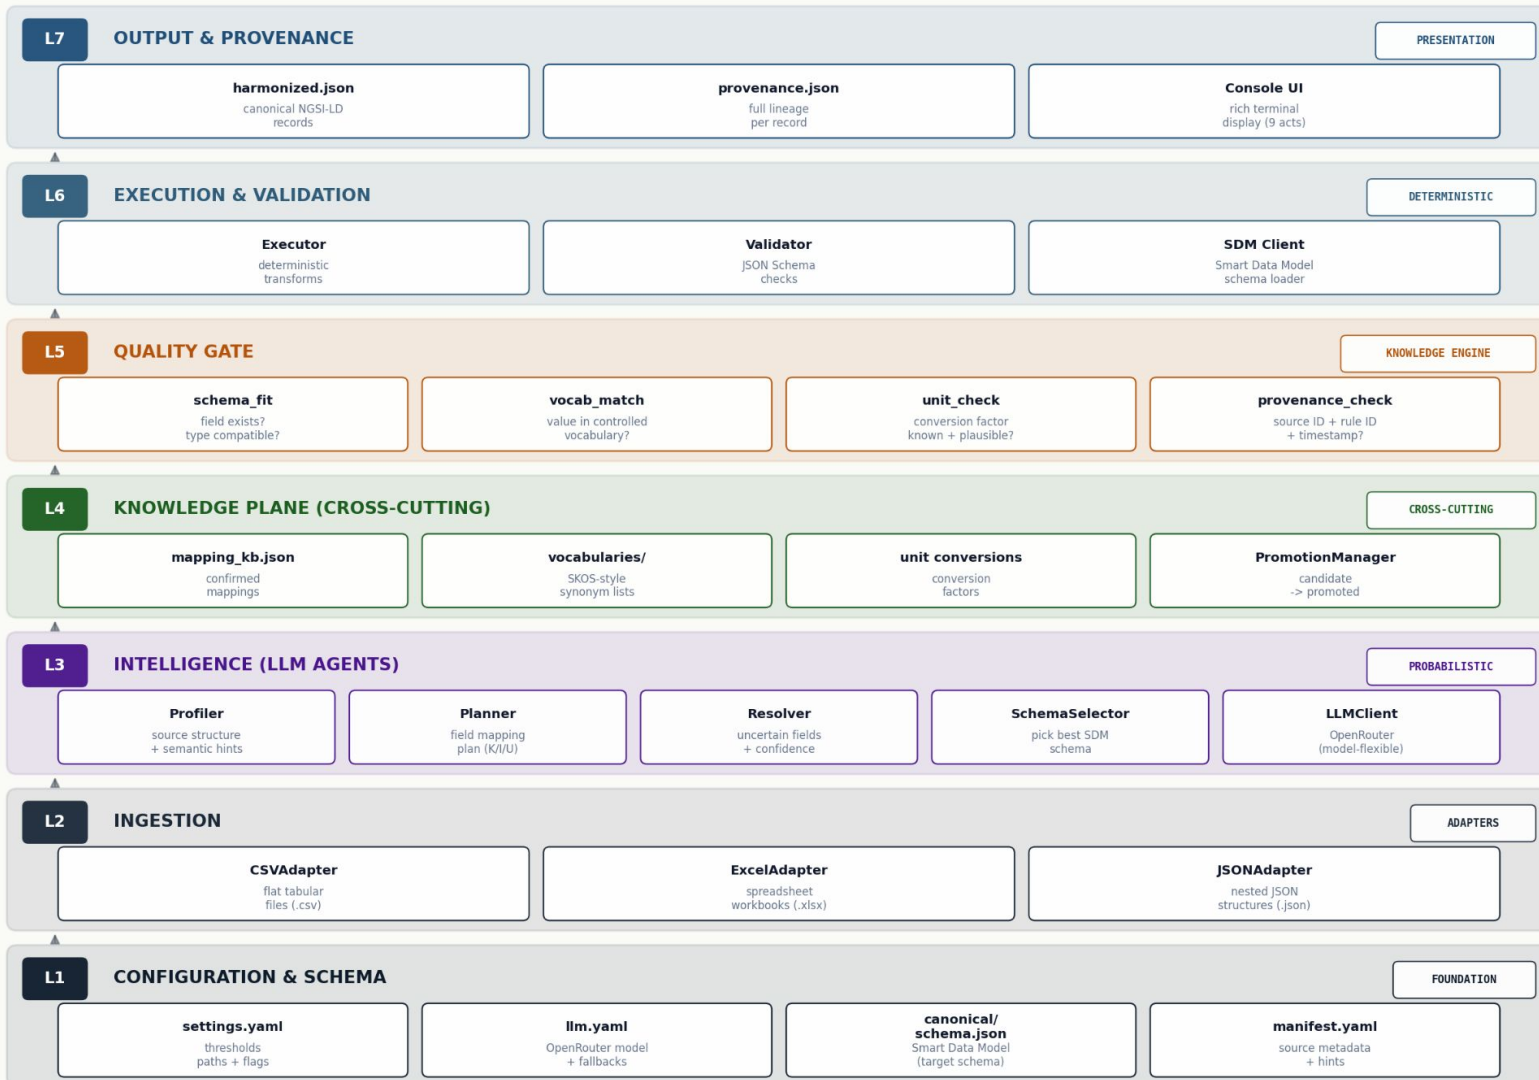 L7
OUTPUT & PROVENANCE
PRESENTATION
harmonized.json
canonical NGSI-LD
records
provenance.json
full lineage
per record
Console UI
rich terminal
display (9 acts)
L6
EXECUTION & VALIDATION
DETERMINISTIC
Executor
deterministic
transforms
Validator
JSON Schema
checks
SDM Client
Smart Data Model
schema loader
L5
QUALITY GATE
KNOWLEDGE ENGINE
schema_fit
field exists?
type compatible?
vocab_match
value in controlled
vocabulary?
unit_check
conversion factor
known + plausible?
provenance_check
source ID + rule ID
+ timestamp?
L4
KNOWLEDGE PLANE (CROSS-CUTTING)
CROSS-CUTTING
mapping_kb.json
confirmed
mappings
vocabularies/
SKOS-style
synonym lists
unit conversions
conversion
factors
PromotionManager
candidate
-> promoted
L3
INTELLIGENCE (LLM AGENTS)
PROBABILISTIC
Profiler
source structure
+ semantic hints
Planner
field mapping
plan (K/I/U)
Resolver
uncertain fields
+ confidence
SchemaSelector
pick best SDM
schema
LLMClient
OpenRouter
(model-flexible)
L2
INGESTION
ADAPTERS
CSVAdapter
flat tabular
files (.csv)
ExcelAdapter
spreadsheet
workbooks (.xlsx)
JSONAdapter
nested JSON
structures (.json)
L1
CONFIGURATION & SCHEMA
FOUNDATION
settings.yaml
thresholds
paths + flags
llm.yaml
OpenRouter model
+ fallbacks
canonical/
schema.json
Smart Data Model
(target schema)
manifest.yaml
source metadata
+ hints